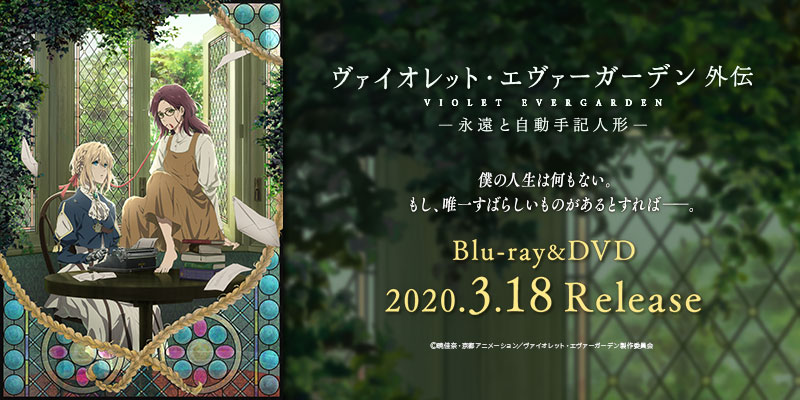 ヴァイオレット・エヴァーガーデン 外伝
VIOLET EVERGARDEN
―永遠と自動手記人形―
僕の人生は何もない。
もし、唯一すばらしいものがあるとすれば──。
Blu-ray&DVD
2020.3.18 Release
©暁佳奈・京都アニメーション／ヴァイオレット・エヴァーガーデン製作委員会